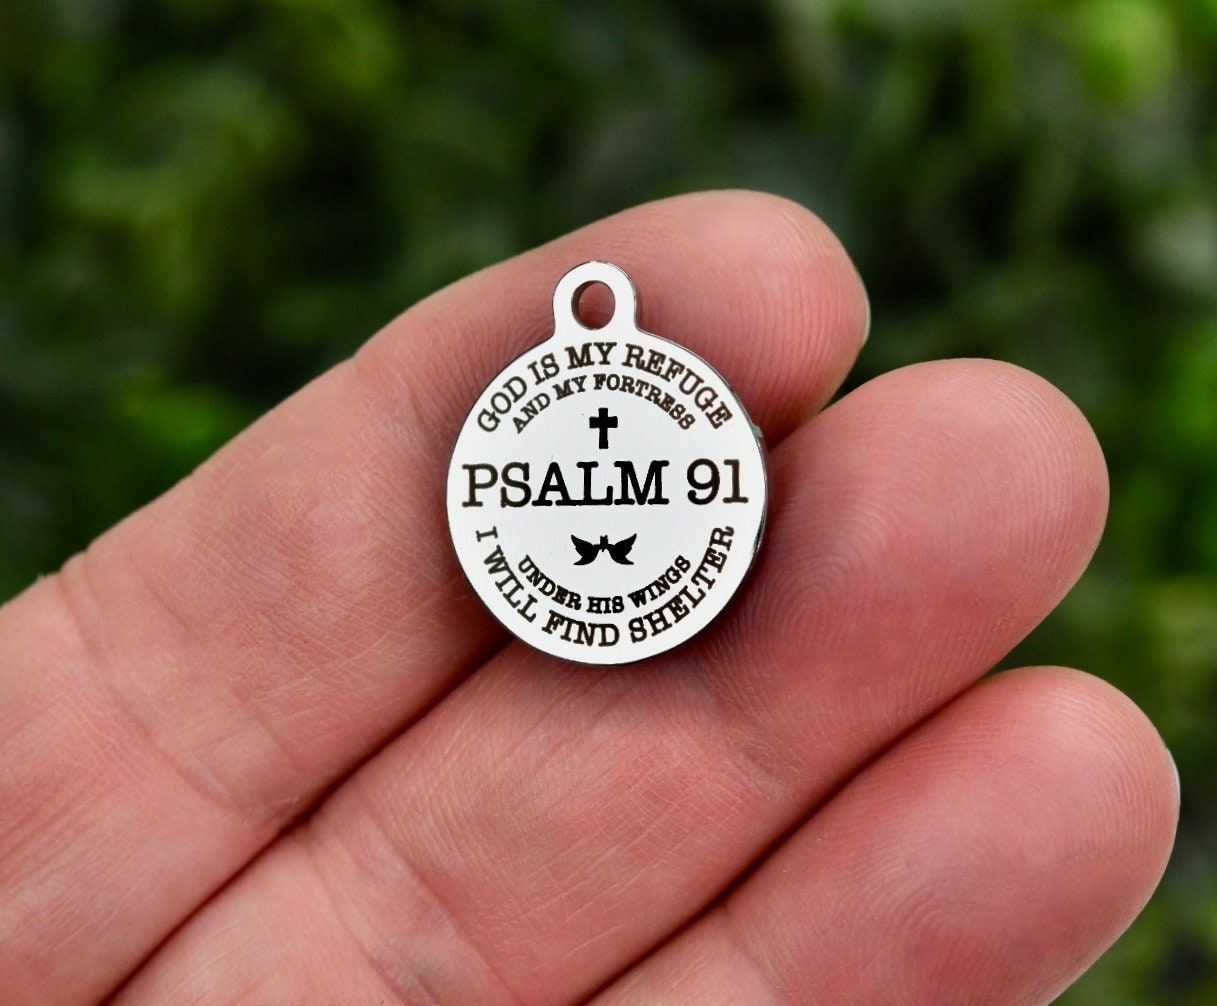 GOD IS MY REFUGE
AND MY FORTRESS
PSALM 91
UNDER HIS WINGS
I WILL FIND SHELTER